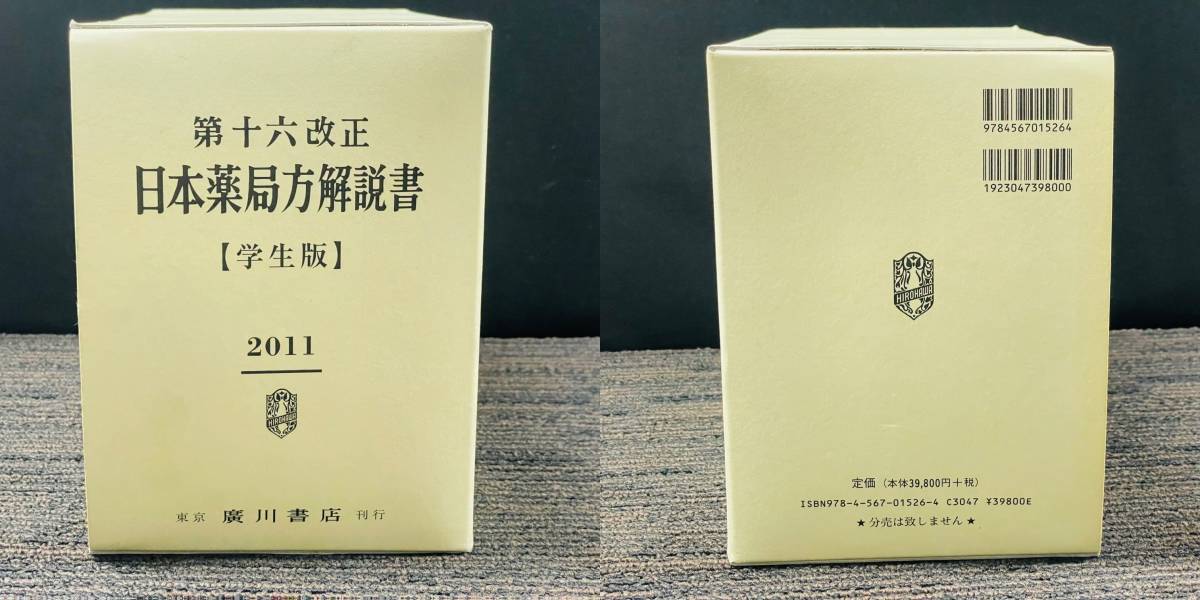 第十六改正
日本薬局方解説書
【学生版】
2011
HIROKAWA
東京 廣川書店 刊行
9784567015264
1923047398000
HIROKAWA
定価（本体39,800円＋税）
ISBN978-4-567-01526-4 C3047 ¥39800E
★分売は致しません★